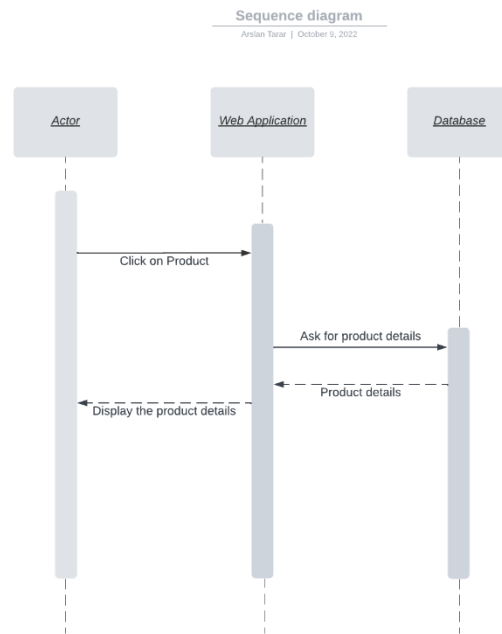 Sequence diagram
Arslan Tarar | October 9, 2022
Actor
Web Application
Database
Click on Product
Ask for product details
Product details
Display the product details